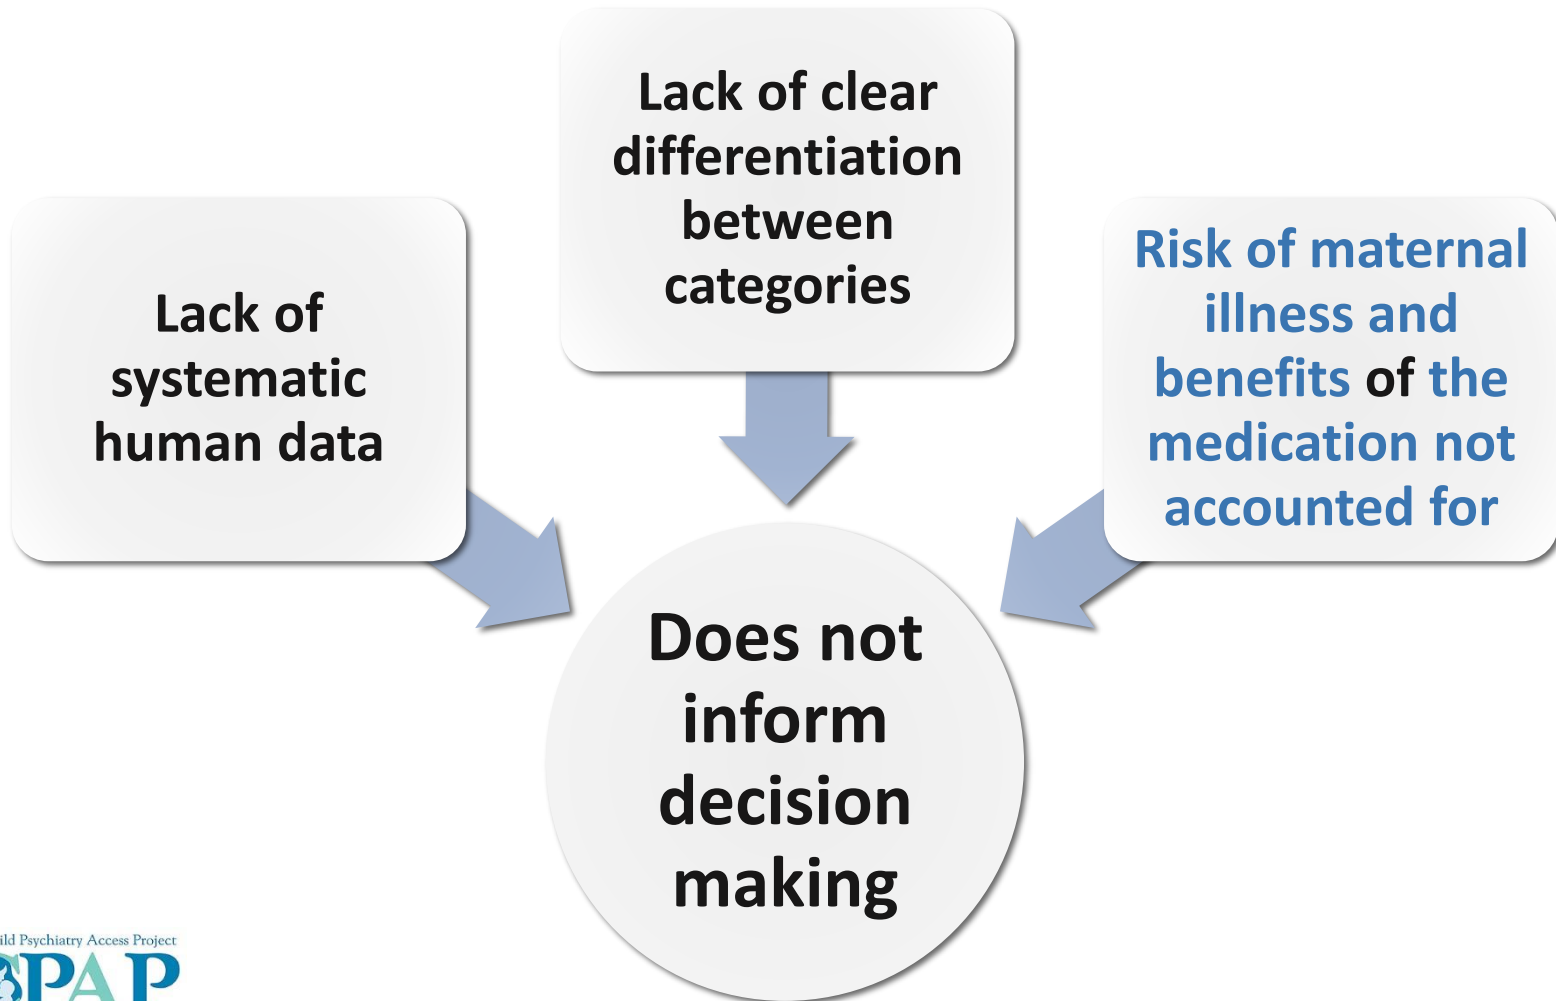 Lack of clear
differentiation
between
categories
Lack of
systematic
human data
Risk of maternal
illness and
benefits of the
medication not
accounted for
Does not
inform
decision
making
Psychiatry Access Project
PAP